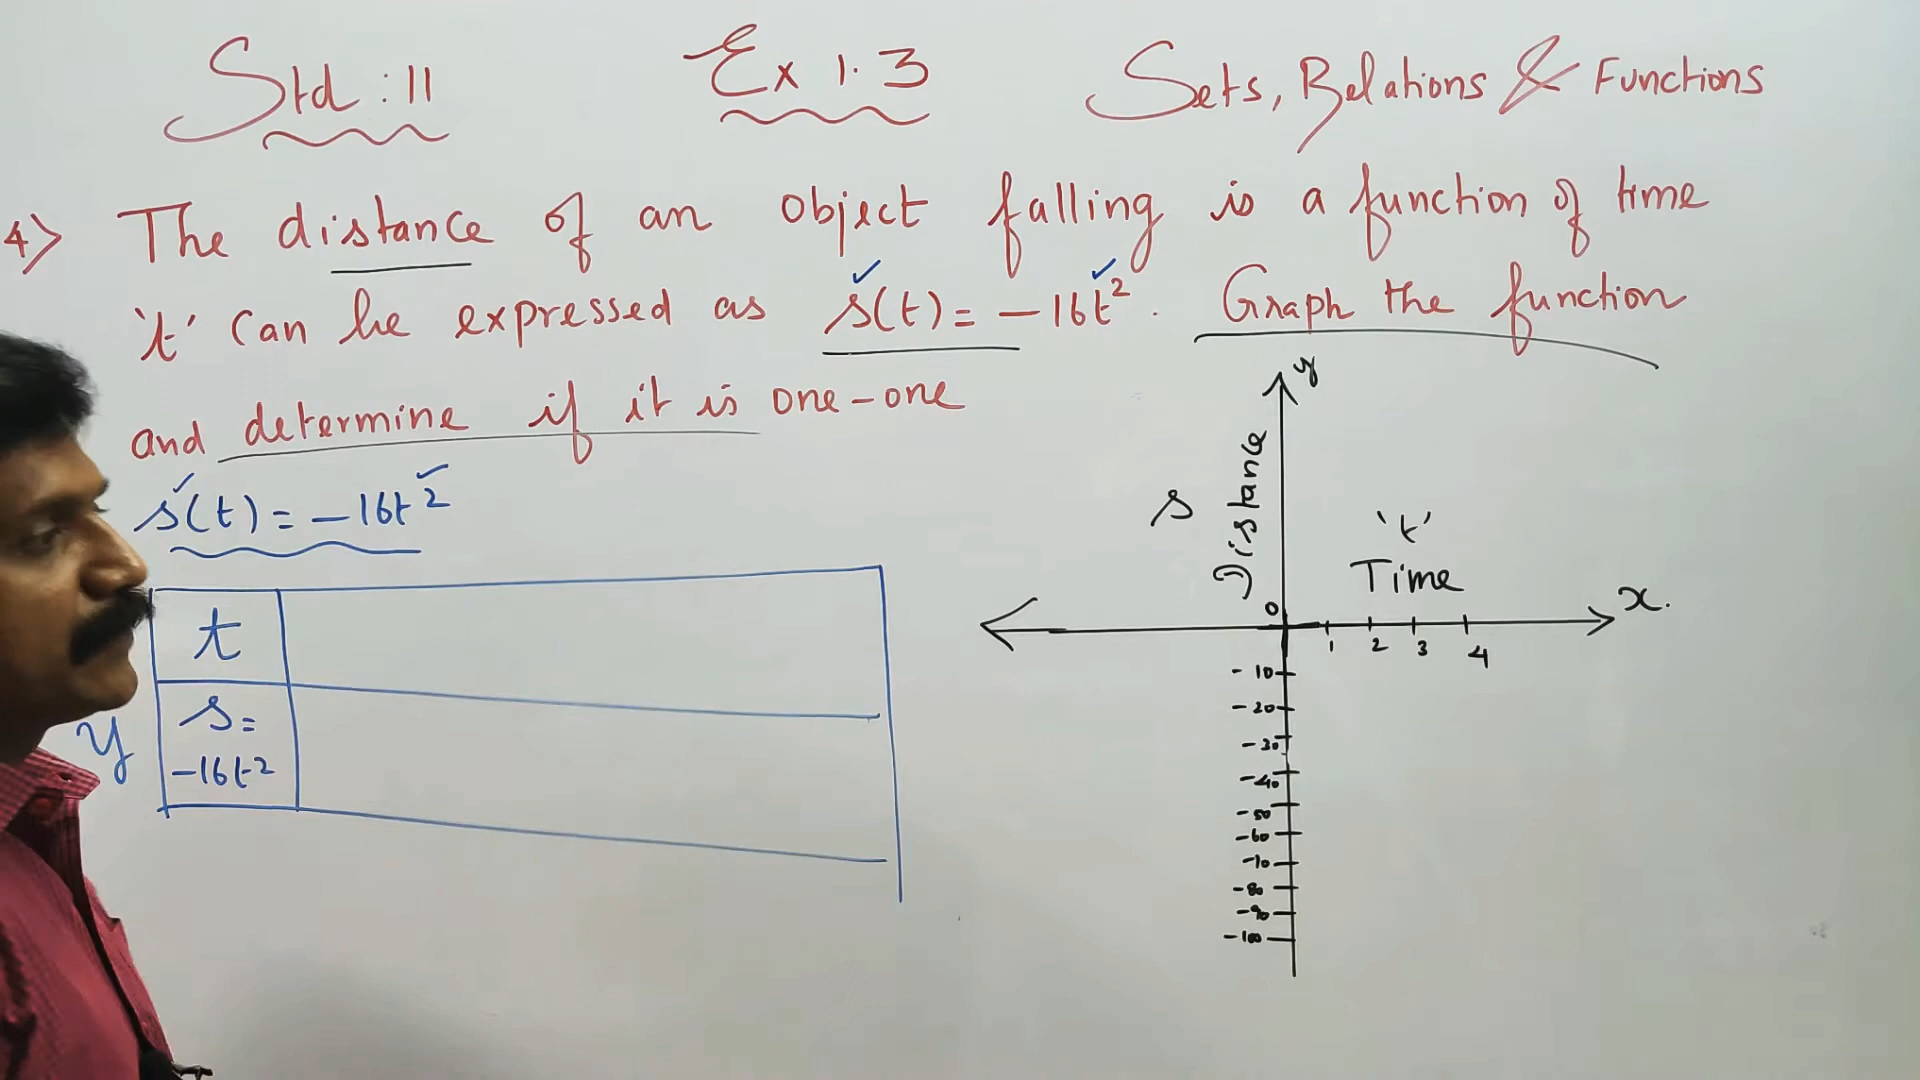 Std : 11 Ex 1.3 Sets, Relations & Functions
4) The distance of an object falling is a function of time
't' can be expressed as s(t) = -16t². Graph the function
and determine if it is one-one
s(t) = -16t²
t
s=
-16t²
y
y
Distance
s
't'
Time
x.
0
1 2 3 4
-10
-20
-30
-40
-50
-60
-70
-80
-90
-100